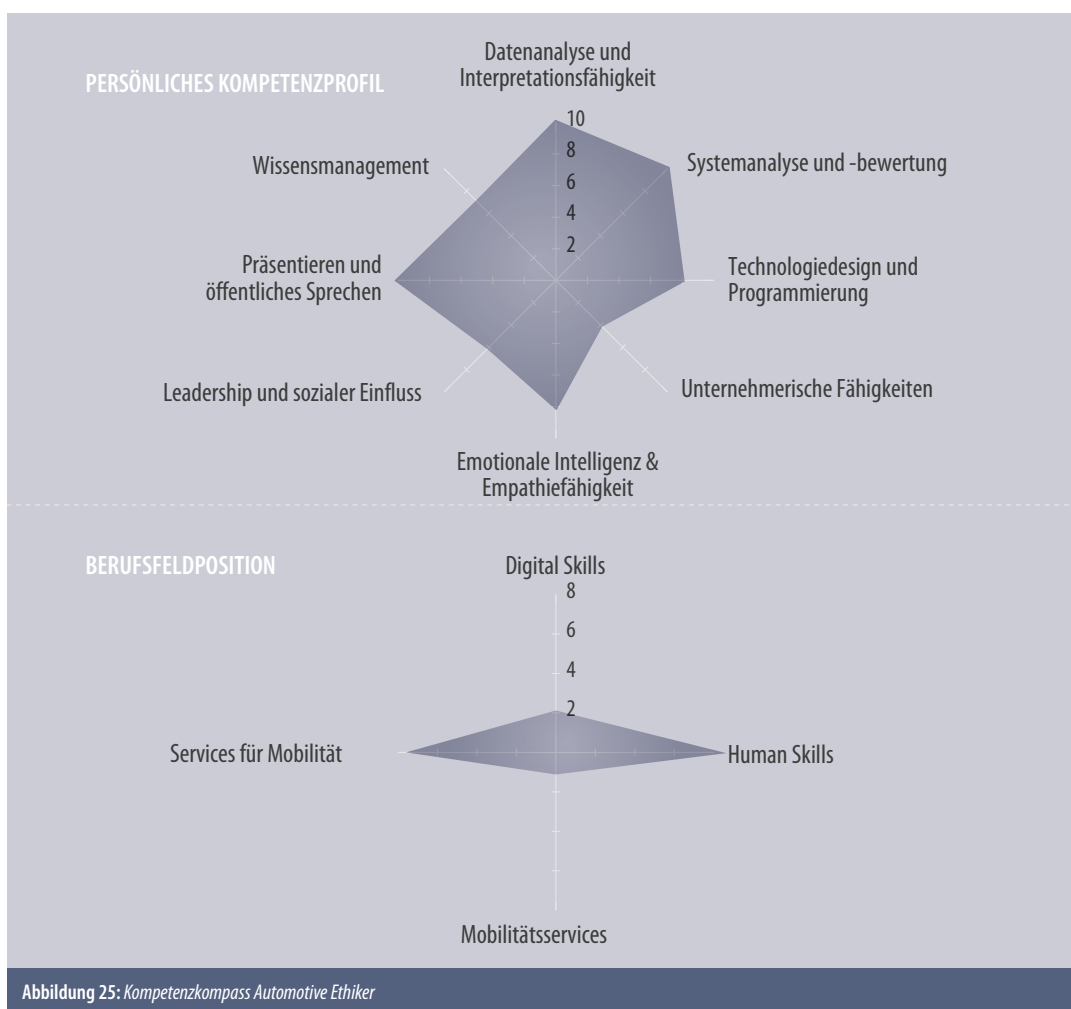 PERSÖNLICHES KOMPETENZPROFIL
Datenanalyse und
Interpretationsfähigkeit
10
8
6
4
2
Wissensmanagement
Systemanalyse und -bewertung
Präsentieren und
öffentliches Sprechen
Technologiedesign und
Programmierung
Leadership und sozialer Einfluss
Unternehmerische Fähigkeiten
Emotionale Intelligenz &
Empathiefähigkeit
BERUFSFELDPOSITION
Digital Skills
8
6
4
2
Services für Mobilität
Human Skills
Mobilitätsservices
Abbildung 25: Kompetenzkompass Automotive Ethiker